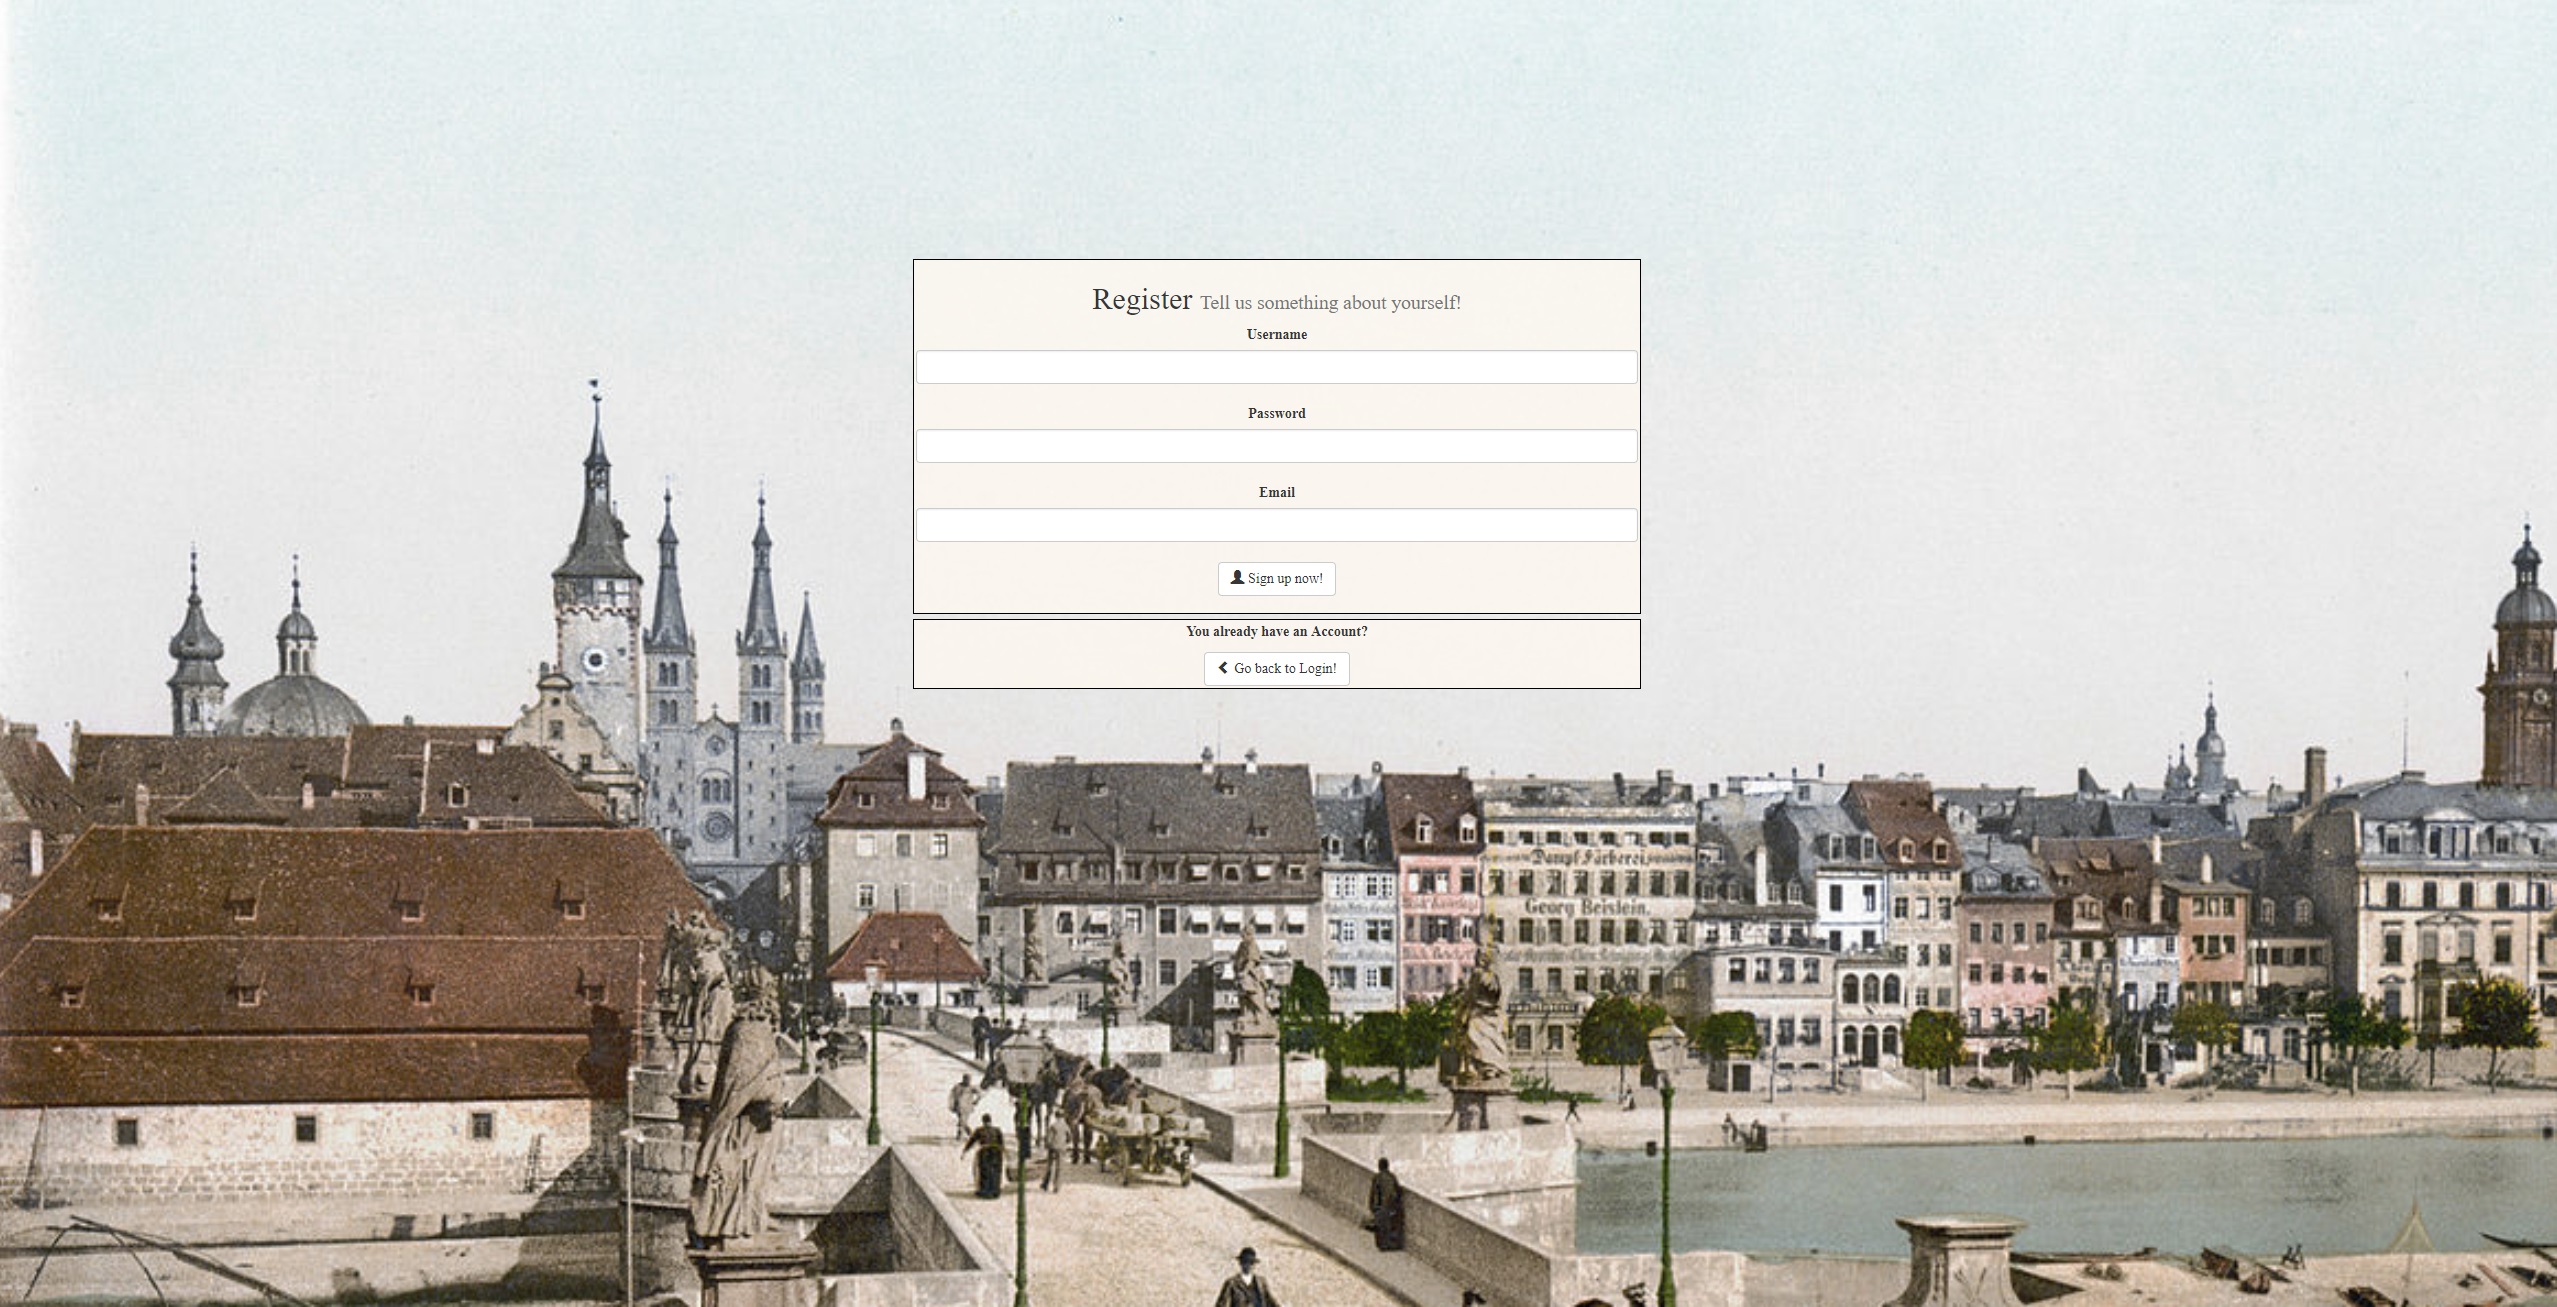 Register Tell us something about yourself!
Username
Password
Email
Sign up now!
You already have an Account?
Go back to Login!
Dampf Färberei
Georg Beislein.